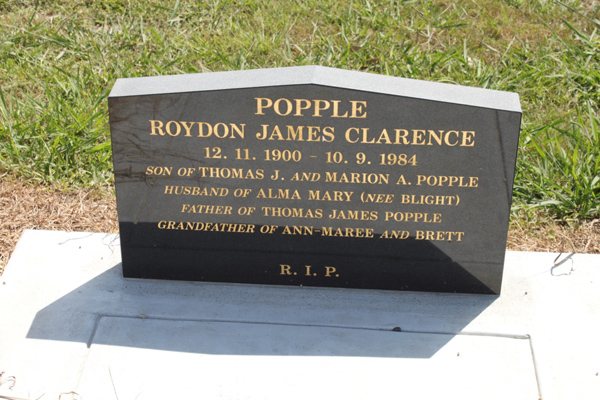 POPPLE
ROYDON JAMES CLARENCE
12. 11. 1900 - 10. 9. 1984
SON OF THOMAS J. AND MARION A. POPPLE
HUSBAND OF ALMA MARY (NEE BLIGHT)
FATHER OF THOMAS JAMES POPPLE
GRANDFATHER OF ANN-MAREE AND BRETT
R. I. P.